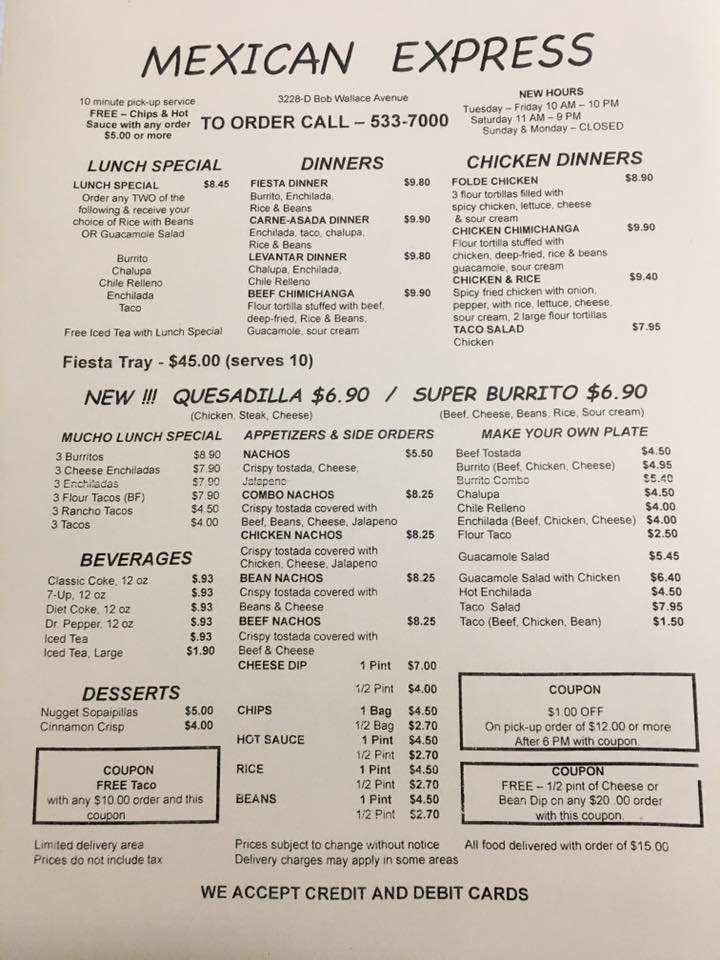 MEXICAN EXPRESS
10 minute pick-up service
FREE – Chips & Hot
Sauce with any order
$5.00 or more
3228-D Bob Wallace Avenue
TO ORDER CALL – 533-7000
NEW HOURS
Tuesday – Friday 10 AM – 10 PM
Saturday 11 AM – 9 PM
Sunday & Monday – CLOSED
LUNCH SPECIAL
LUNCH SPECIAL $8.45
Order any TWO of the
following & receive your
choice of Rice with Beans
OR Guacamole Salad
Burrito
Chalupa
Chile Relleno
Enchilada
Taco
Free Iced Tea with Lunch Special
DINNERS
FIESTA DINNER $9.80
Burrito, Enchilada,
Rice & Beans
CARNE-ASADA DINNER $9.90
Enchilada, taco, chalupa,
Rice & Beans
LEVANTAR DINNER $9.80
Chalupa, Enchilada,
Chile Relleno
BEEF CHIMICHANGA $9.90
Flour tortilla stuffed with beef,
deep-fried, Rice & Beans,
Guacamole, sour cream
CHICKEN DINNERS
FOLDE CHICKEN $8.90
3 flour tortillas filled with
spicy chicken, lettuce, cheese
& sour cream
CHICKEN CHIMICHANGA $9.90
Flour tortilla stuffed with
chicken, deep-fried, rice & beans
guacamole, sour cream
CHICKEN & RICE $9.40
Spicy fried chicken with onion,
pepper, with rice, lettuce, cheese,
sour cream, 2 large flour tortillas
TACO SALAD $7.95
Chicken
Fiesta Tray - $45.00 (serves 10)
NEW !!! QUESADILLA $6.90 / SUPER BURRITO $6.90
(Chicken, Steak, Cheese) (Beef, Cheese, Beans, Rice, Sour cream)
MUCHO LUNCH SPECIAL
3 Burritos $8.90
3 Cheese Enchiladas $7.90
3 Enchiladas $7.90
3 Flour Tacos (BF) $7.90
3 Rancho Tacos $4.50
3 Tacos $4.00
BEVERAGES
Classic Coke, 12 oz $.93
7-Up, 12 oz $.93
Diet Coke, 12 oz $.93
Dr. Pepper, 12 oz $.93
Iced Tea $.93
Iced Tea, Large $1.90
DESSERTS
Nugget Sopaipillas $5.00
Cinnamon Crisp $4.00
COUPON
FREE Taco
with any $10.00 order and this
coupon
APPETIZERS & SIDE ORDERS
NACHOS $5.50
Crispy tostada, Cheese,
Jalapeno
COMBO NACHOS $8.25
Crispy tostada covered with
Beef, Beans, Cheese, Jalapeno
CHICKEN NACHOS $8.25
Crispy tostada covered with
Chicken, Cheese, Jalapeno
BEAN NACHOS $8.25
Crispy tostada covered with
Beans & Cheese
BEEF NACHOS $8.25
Crispy tostada covered with
Beef & Cheese
CHEESE DIP 1 Pint $7.00
1/2 Pint $4.00
CHIPS 1 Bag $4.50
1/2 Bag $2.70
HOT SAUCE 1 Pint $4.50
1/2 Pint $2.70
RICE 1 Pint $4.50
1/2 Pint $2.70
BEANS 1 Pint $4.50
1/2 Pint $2.70
MAKE YOUR OWN PLATE
Beef Tostada $4.50
Burrito (Beef, Chicken, Cheese) $4.95
Burrito Combo $5.40
Chalupa $4.50
Chile Relleno $4.00
Enchilada (Beef, Chicken, Cheese) $4.00
Flour Taco $2.50
Guacamole Salad $5.45
Guacamole Salad with Chicken $6.40
Hot Enchilada $4.50
Taco Salad $7.95
Taco (Beef, Chicken, Bean) $1.50
COUPON
$1.00 OFF
On pick-up order of $12.00 or more
After 6 PM with coupon.
COUPON
FREE – 1/2 pint of Cheese or
Bean Dip on any $20 .00 order
with this coupon.
Limited delivery area
Prices do not include tax
Prices subject to change without notice
Delivery charges may apply in some areas
All food delivered with order of $15.00
WE ACCEPT CREDIT AND DEBIT CARDS